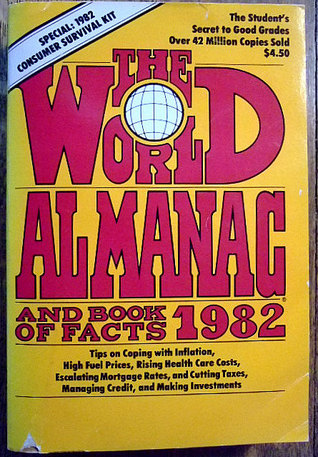 SPECIAL: 1982
CONSUMER SURVIVAL KIT
The Student's
Secret to Good Grades
Over 42 Million Copies Sold
$4.50
THE
WORLD
ALMANAC®
AND BOOK
OF FACTS 1982
Tips on Coping with Inflation,
High Fuel Prices, Rising Health Care Costs,
Escalating Mortgage Rates, and Cutting Taxes,
Managing Credit, and Making Investments